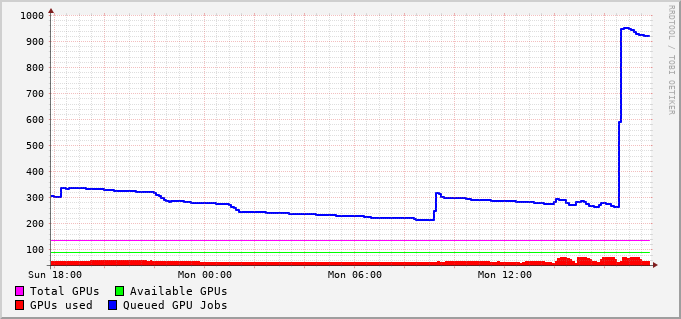 1000
900
800
700
600
500
400
300
200
100
Sun 18:00 Mon 00:00 Mon 06:00 Mon 12:00
Total GPUs Available GPUs
GPUs used Queued GPU Jobs
RRDTOOL / TOBI OETIKER